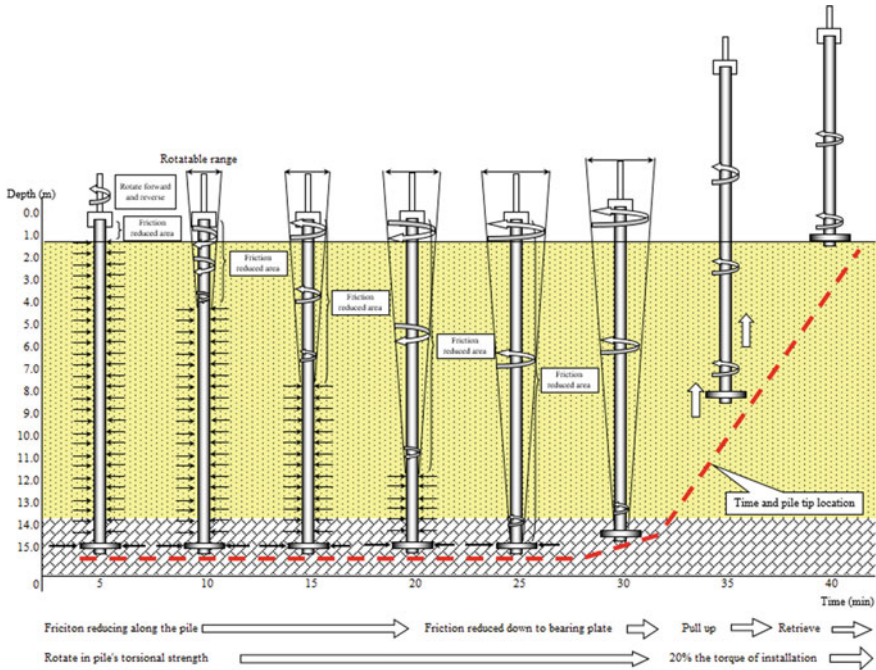 Rotatable range
Depth (m)
Rotate forward
and reverse
Friction
reduced area
Friction
reduced area
Friction
reduced area
Friction
reduced area
Friction
reduced area
0.0
1.0
2.0
3.0
4.0
5.0
6.0
7.0
8.0
9.0
10.0
11.0
12.0
13.0
14.0
15.0
0
Time and pile tip location
5
10
15
20
25
30
35
40
Time (min)
Friciton reducing along the pile
Friction reduced down to bearing plate
Pull up
Retrieve
Rotate in pile's torsional strength
20% the torque of installation